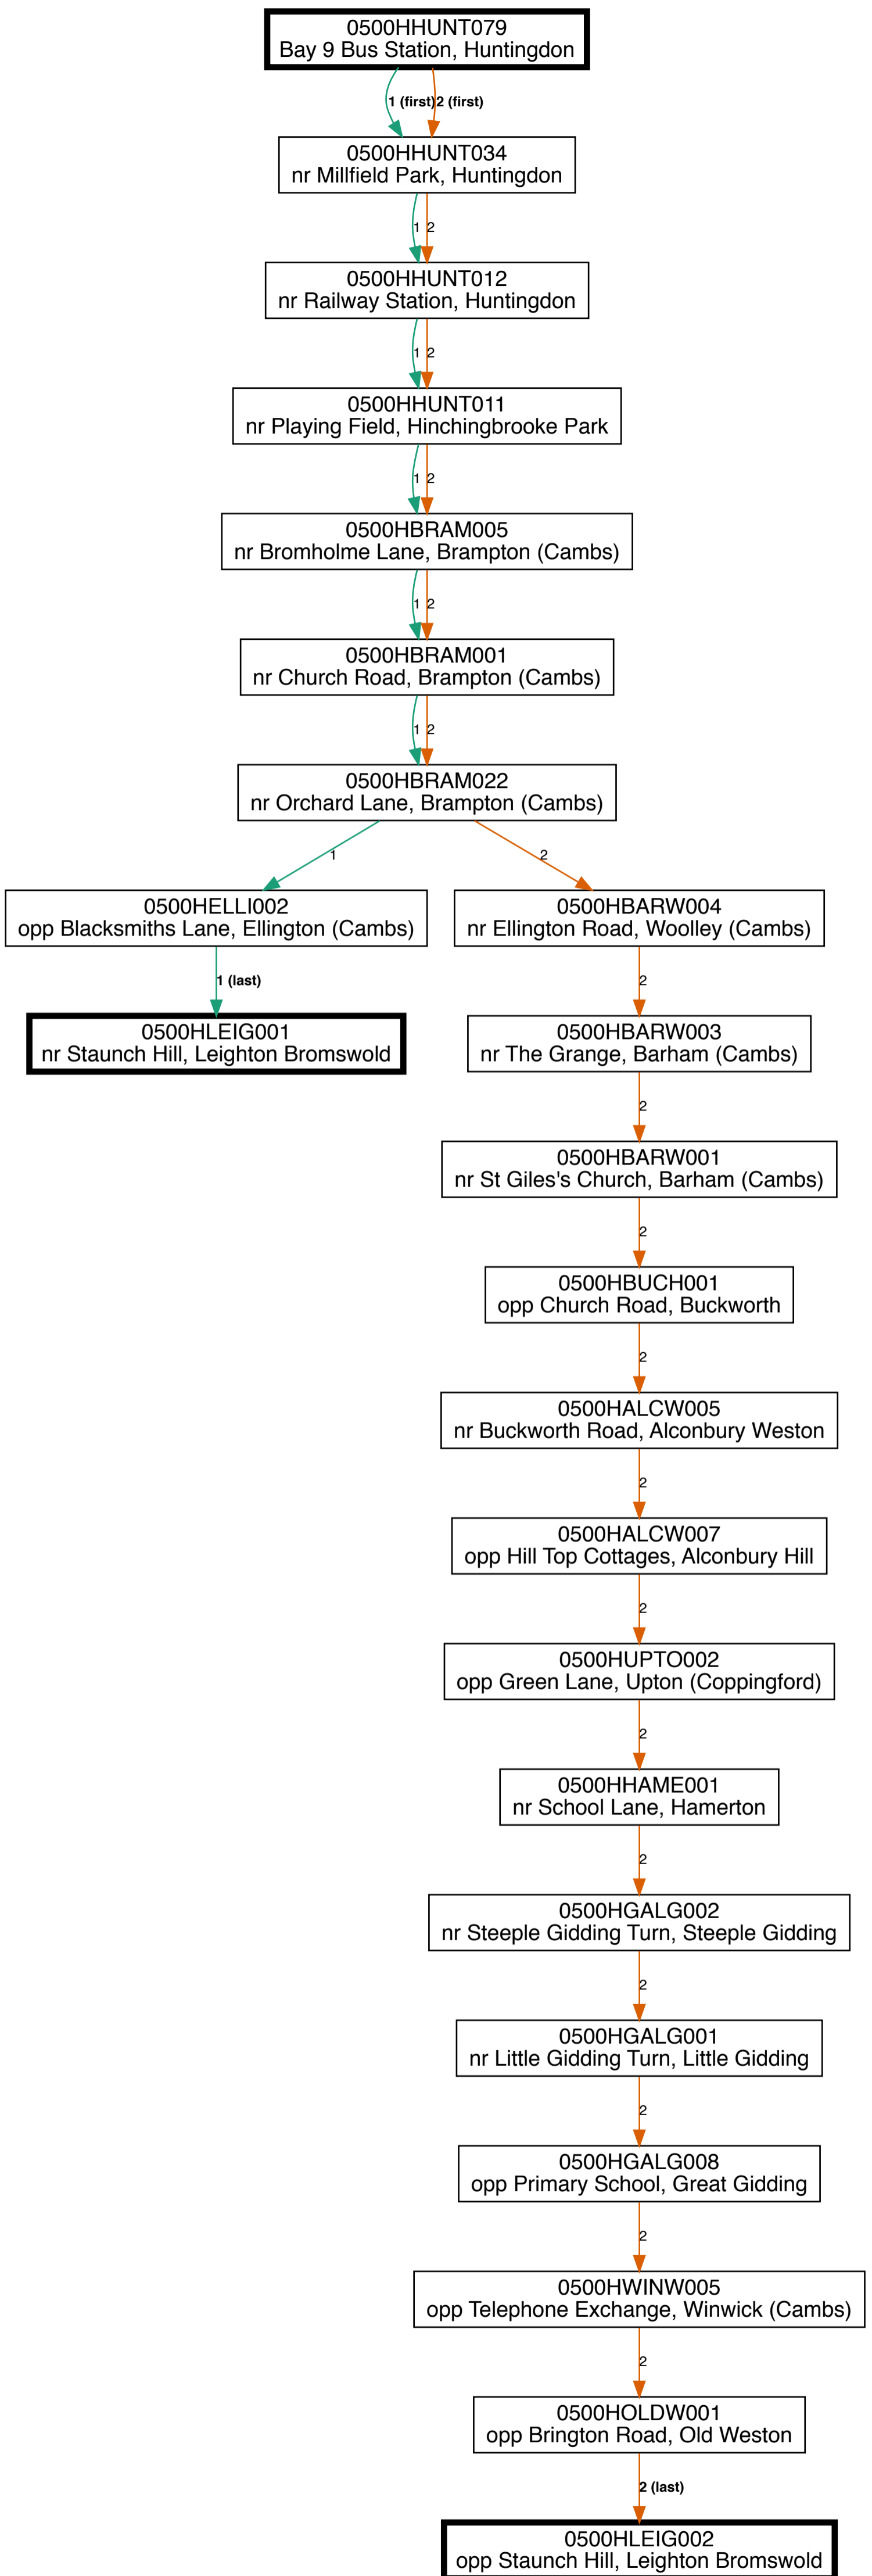 0500HHUNT079
Bay 9 Bus Station, Huntingdon
1 (first)
2 (first)
0500HHUNT034
nr Millfield Park, Huntingdon
1
2
0500HHUNT012
nr Railway Station, Huntingdon
1
2
0500HHUNT011
nr Playing Field, Hinchingbrooke Park
1
2
0500HBRAM005
nr Bromholme Lane, Brampton (Cambs)
1
2
0500HBRAM001
nr Church Road, Brampton (Cambs)
1
2
0500HBRAM022
nr Orchard Lane, Brampton (Cambs)
1
2
0500HELLI002
opp Blacksmiths Lane, Ellington (Cambs)
0500HBARW004
nr Ellington Road, Woolley (Cambs)
1 (last)
2
0500HLEIG001
nr Staunch Hill, Leighton Bromswold
0500HBARW003
nr The Grange, Barham (Cambs)
2
0500HBARW001
nr St Giles's Church, Barham (Cambs)
2
0500HBUCH001
opp Church Road, Buckworth
2
0500HALCW005
nr Buckworth Road, Alconbury Weston
2
0500HALCW007
opp Hill Top Cottages, Alconbury Hill
2
0500HUPTO002
opp Green Lane, Upton (Coppingford)
2
0500HHAME001
nr School Lane, Hamerton
2
0500HGALG002
nr Steeple Gidding Turn, Steeple Gidding
2
0500HGALG001
nr Little Gidding Turn, Little Gidding
2
0500HGALG008
opp Primary School, Great Gidding
2
0500HWINW005
opp Telephone Exchange, Winwick (Cambs)
2
0500HOLDW001
opp Brington Road, Old Weston
2 (last)
0500HLEIG002
opp Staunch Hill, Leighton Bromswold